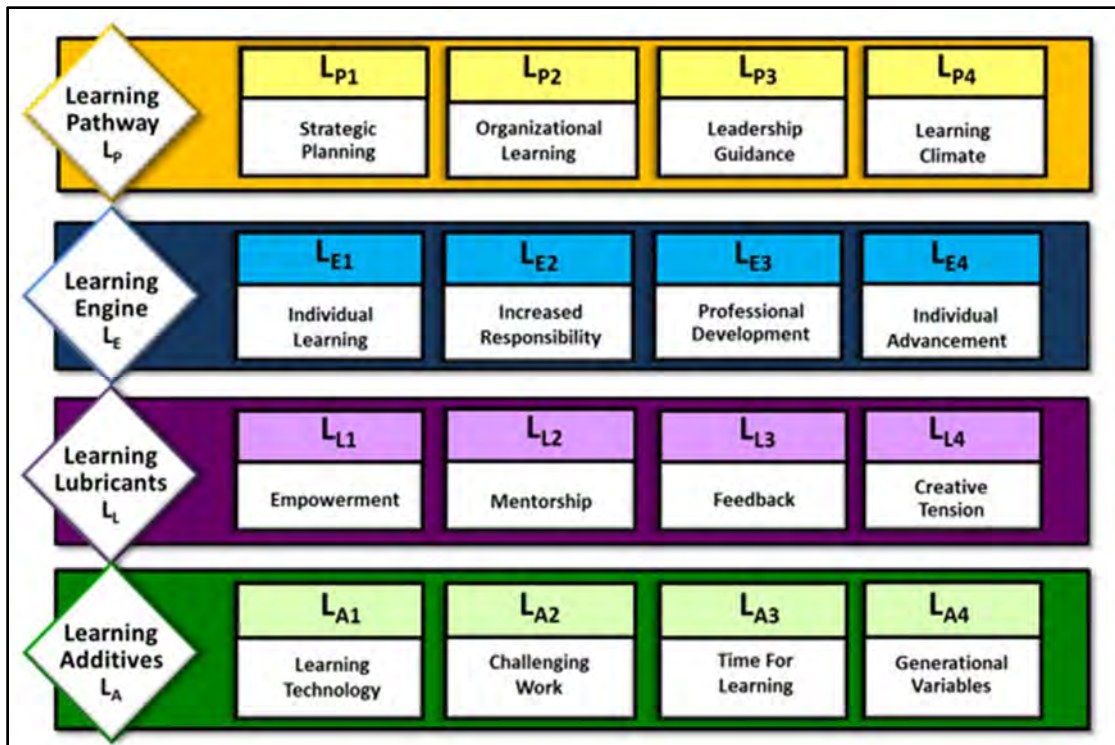 Learning
Pathway
LP
LP1
Strategic
Planning
LP2
Organizational
Learning
LP3
Leadership
Guidance
LP4
Learning
Climate
Learning
Engine
LE
LE1
Individual
Learning
LE2
Increased
Responsibility
LE3
Professional
Development
LE4
Individual
Advancement
Learning
Lubricants
LL
LL1
Empowerment
LL2
Mentorship
LL3
Feedback
LL4
Creative
Tension
Learning
Additives
LA
LA1
Learning
Technology
LA2
Challenging
Work
LA3
Time For
Learning
LA4
Generational
Variables